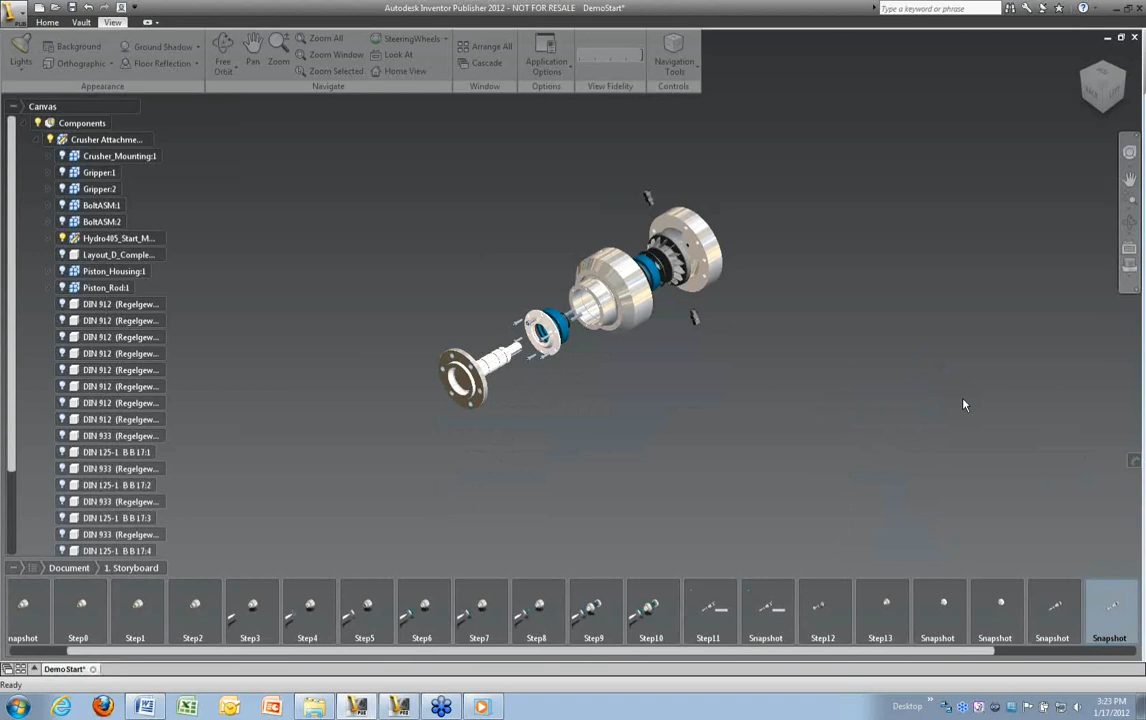 Autodesk Inventor Publisher 2012 - NOT FOR RESALE   DemoStart*
Type a keyword or phrase
PUB
Home Vault View
Lights
Background
Orthographic
Ground Shadow
Floor Reflection
Appearance
Free Orbit
Pan
Zoom
Zoom All
Zoom Window
Zoom Selected
SteeringWheels
Look At
Home View
Navigate
Arrange All
Cascade
Window
Application Options
Options
View Fidelity
Navigation Tools
Controls
Canvas
Components
Crusher Attachme...
Crusher_Mounting:1
Gripper:1
Gripper:2
BoltASM:1
BoltASM:2
Hydro405_Start_M...
Layout_D_Comple...
Piston_Housing:1
Piston_Rod:1
DIN 912 (Regelgew...
DIN 912 (Regelgew...
DIN 912 (Regelgew...
DIN 912 (Regelgew...
DIN 912 (Regelgew...
DIN 912 (Regelgew...
DIN 912 (Regelgew...
DIN 912 (Regelgew...
DIN 933 (Regelgew...
DIN 125-1 B B 17:1
DIN 933 (Regelgew...
DIN 125-1 B B 17:2
DIN 933 (Regelgew...
DIN 125-1 B B 17:3
DIN 933 (Regelgew...
DIN 125-1 B B 17:4
Document 1. Storyboard
napshot Step0 Step1 Step2 Step3 Step4 Step5 Step6 Step7 Step8 Step9 Step10 Step11 Snapshot Step12 Step13 Snapshot Snapshot Snapshot Snapshot
DemoStart*
Ready
Desktop
3:23 PM
1/17/2012